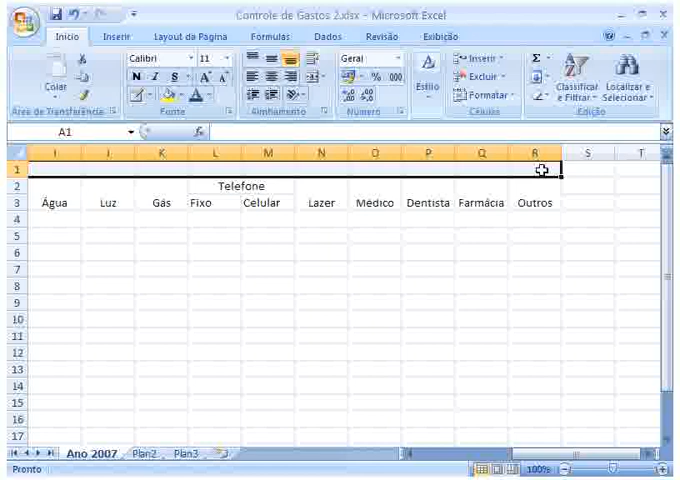 Controle de Gastos 2.xlsx - Microsoft Excel
Início Inserir Layout da Página Fórmulas Dados Revisão Exibição
Calibri 11 Geral Inserir Σ
Colar N I S A A % 000 Estilo Excluir Classificar e Filtrar Localizar e Selecionar
Formatar
Área de Transferência Fonte Alinhamento Número Células Edição
A1 fx
I J K L M N O P Q R S T
1
2 Telefone
3 Água Luz Gás Fixo Celular Lazer Médico Dentista Farmácia Outros
4
5
6
7
8
9
10
11
12
13
14
15
16
17
Ano 2007 Plan2 Plan3
Pronto 100%